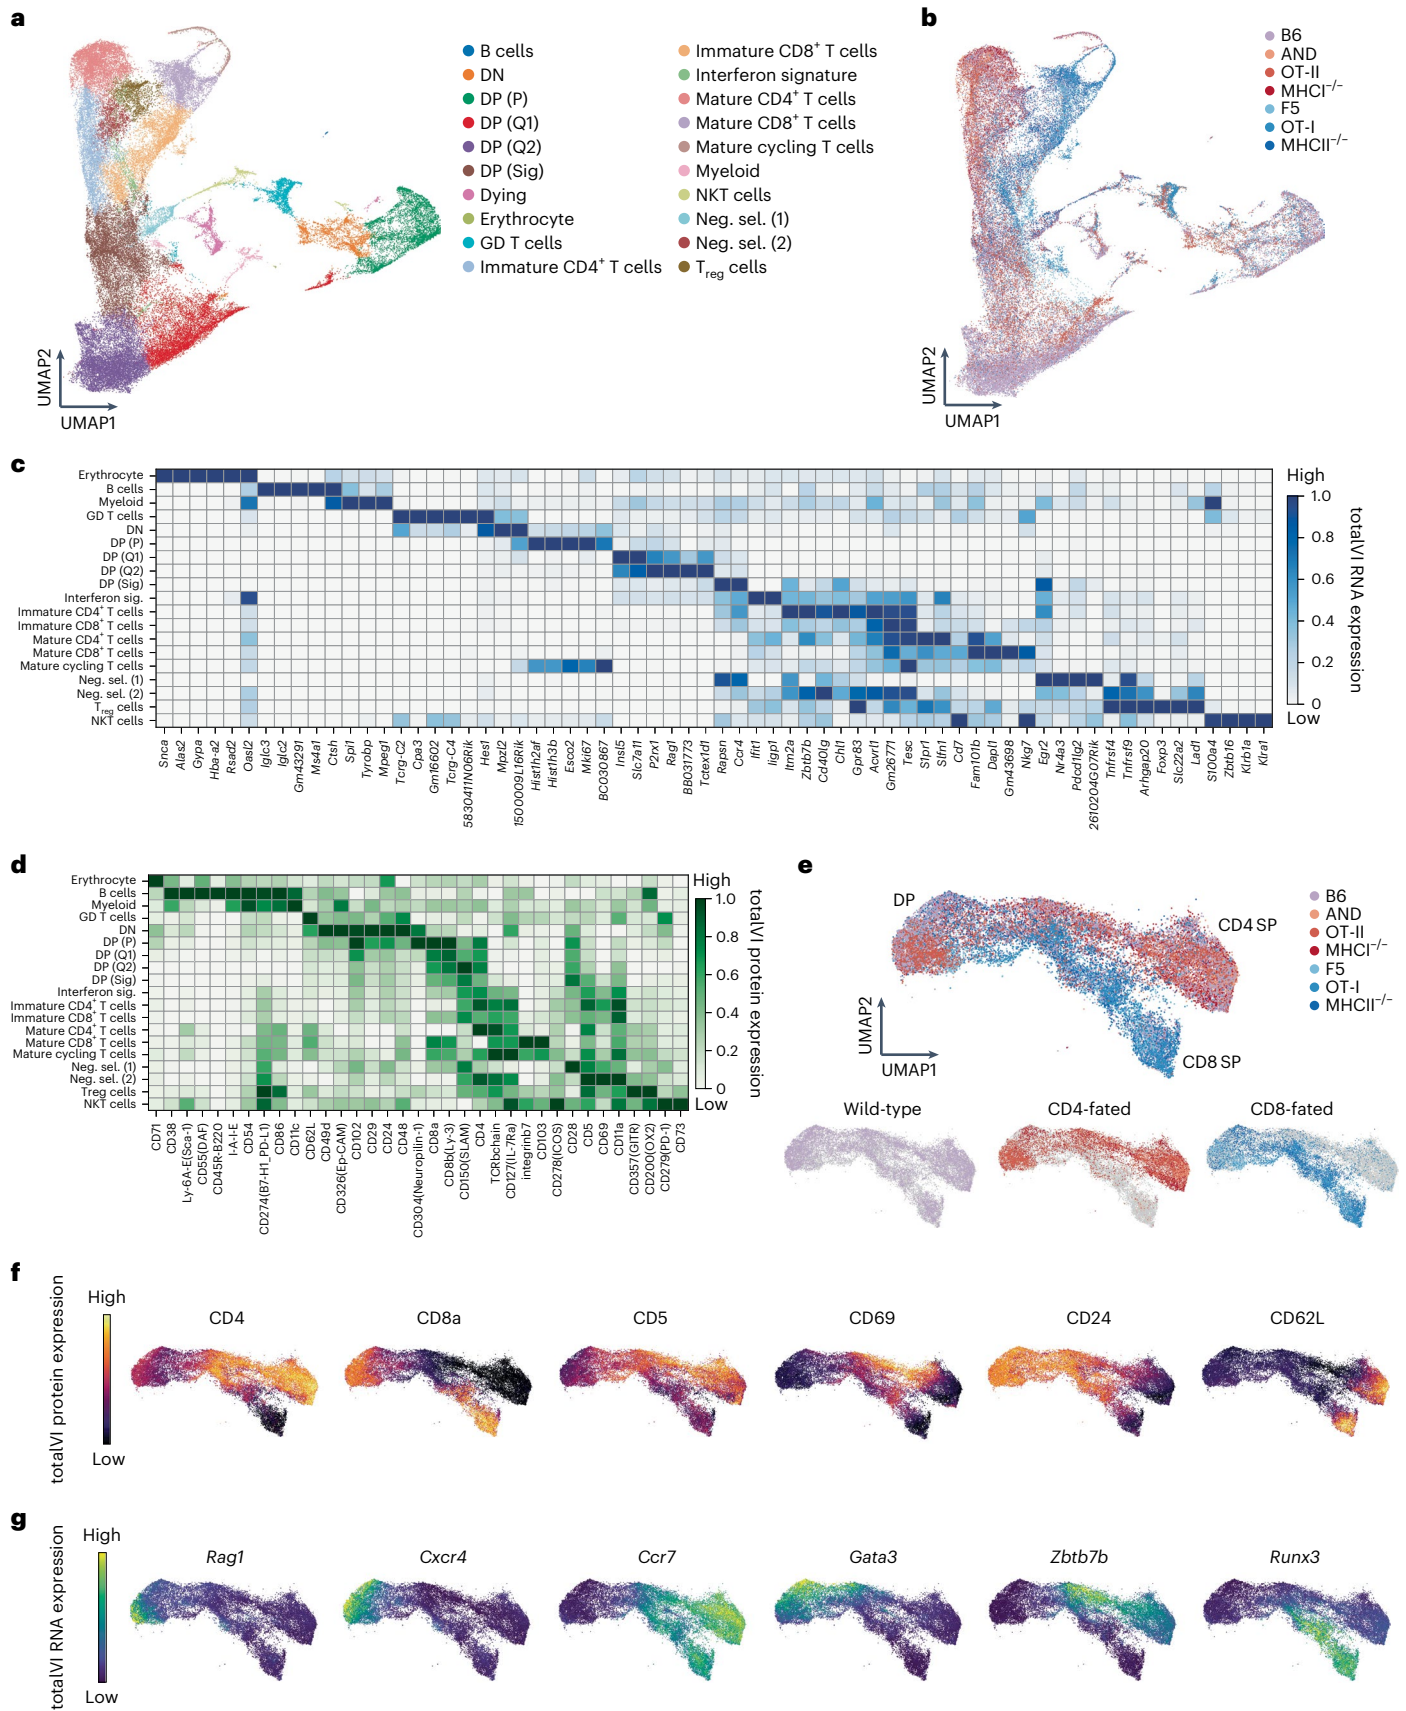 a
B cells
DN
DP (P)
DP (Q1)
DP (Q2)
DP (Sig)
Dying
Erythrocyte
GD T cells
Immature CD4+ T cells
Immature CD8+ T cells
Interferon signature
Mature CD4+ T cells
Mature CD8+ T cells
Mature cycling T cells
Myeloid
NKT cells
Neg. sel. (1)
Neg. sel. (2)
Treg cells
UMAP2
UMAP1
b
B6
AND
OT-II
MHCI−/−
F5
OT-I
MHCII−/−
UMAP2
UMAP1
c
Erythrocyte
B cells
Myeloid
GD T cells
DN
DP (P)
DP (Q1)
DP (Q2)
DP (Sig)
Interferon sig.
Immature CD4+ T cells
Immature CD8+ T cells
Mature CD4+ T cells
Mature CD8+ T cells
Mature cycling T cells
Neg. sel. (1)
Neg. sel. (2)
Treg cells
NKT cells
Snca
Alas2
Gypa
Hba-a2
Rsad2
Oasl2
Iglc3
Iglc2
Gm43291
Ms4a1
Ctsh
Spi1
Tyrobp
Mpeg1
Tcrg-C2
Cpa3
Gm16602
Tcrg-C4
5830411N06Rik
Hes1
Mpzl2
1500009L16Rik
Hist1h2af
Hist1h3b
Esco2
Mki67
BC030867
Insl5
Slc7a11
P2rx1
Rag1
BB031773
Tctex1d1
Rapsn
Ccr4
Ifit1
Iigp1
Itm2a
Zbtb7b
Cd40lg
Chl1
Gpr83
Acvrl1
Gm26771
Tesc
S1pr1
Slfn1
Cd7
Fam101b
Dapl1
Gm43698
Nkg7
Egr2
Nr4a3
Pdcd1lg2
2610204G07Rik
Tnfrsf4
Tnfrsf9
Arhgap20
Foxp3
Slc22a2
Lad1
S100a4
Zbtb16
Klrb1a
Klra1
High
1.0
0.8
0.6
0.4
0.2
0
Low
totalVI RNA expression
d
Erythrocyte
B cells
Myeloid
GD T cells
DN
DP (P)
DP (Q1)
DP (Q2)
DP (Sig)
Interferon sig.
Immature CD4+ T cells
Immature CD8+ T cells
Mature CD4+ T cells
Mature CD8+ T cells
Mature cycling T cells
Neg. sel. (1)
Neg. sel. (2)
Treg cells
NKT cells
CD71
CD38
Ly-6A-E(Sca-1)
CD55(DAF)
CD45R-B220
I-A-I-E
CD54
CD274(B7-H1_PD-L1)
CD86
CD11c
CD62L
CD49d
CD326(Ep-CAM)
CD102
CD29
CD24
CD48
CD304(Neuropilin-1)
CD8a
CD8b(Ly-3)
CD150(SLAM)
CD4
TCRbchain
CD127(IL-7Ra)
integrinb7
CD103
CD278(ICOS)
CD28
CD5
CD69
CD11a
CD357(GITR)
CD200(OX2)
CD279(PD-1)
CD73
High
1.0
0.8
0.6
0.4
0.2
0
Low
totalVI protein expression
e
DP
CD4 SP
CD8 SP
UMAP2
UMAP1
B6
AND
OT-II
MHCI−/−
F5
OT-I
MHCII−/−
Wild-type
CD4-fated
CD8-fated
f
totalVI protein expression
High
Low
CD4
CD8a
CD5
CD69
CD24
CD62L
g
totalVI RNA expression
High
Low
Rag1
Cxcr4
Ccr7
Gata3
Zbtb7b
Runx3